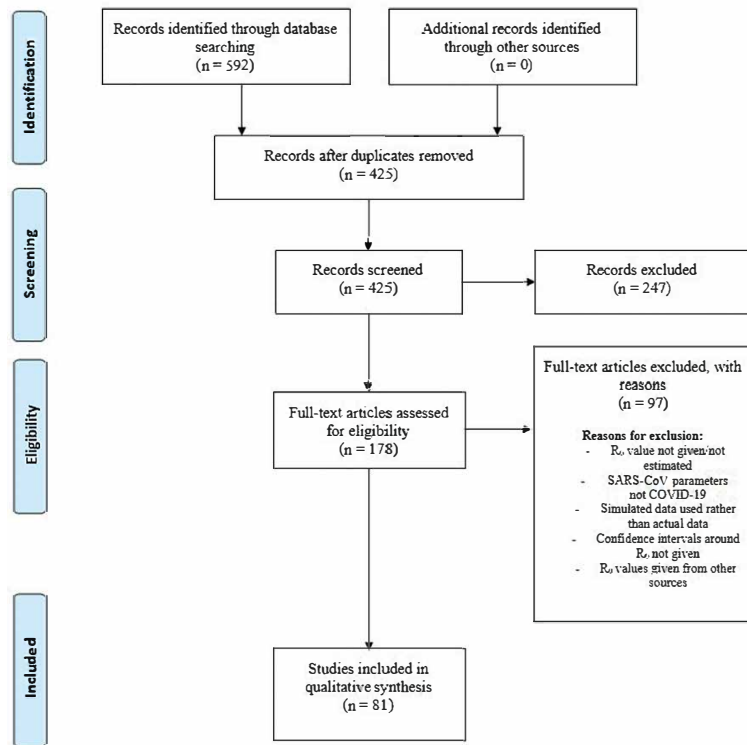 Identification
Records identified through database
searching
(n = 592)
Additional records identified
through other sources
(n = 0)
Records after duplicates removed
(n = 425)
Screening
Records screened
(n = 425)
Records excluded
(n = 247)
Eligibility
Full-text articles assessed
for eligibility
(n = 178)
Full-text articles excluded, with
reasons
(n = 97)
Reasons for exclusion:
- R₀ value not given/not
estimated
- SARS-CoV parameters
not COVID-19
- Simulated data used rather
than actual data
- Confidence intervals around
R₀ not given
- R₀ values given from other
sources
Included
Studies included in
qualitative synthesis
(n = 81)